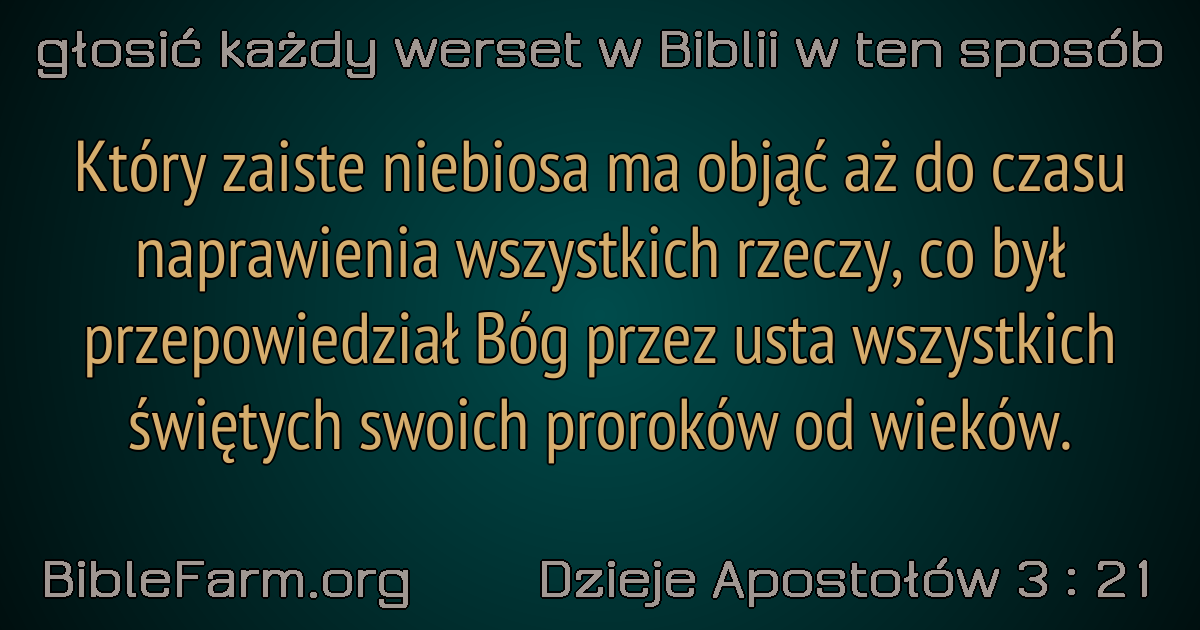 głosić każdy werset w Biblii w ten sposób
Który zaiste niebiosa ma objąć aż do czasu
naprawienia wszystkich rzeczy, co był
przepowiedział Bóg przez usta wszystkich
świętych swoich proroków od wieków.
BibleFarm.org
Dzieje Apostołów 3 : 21